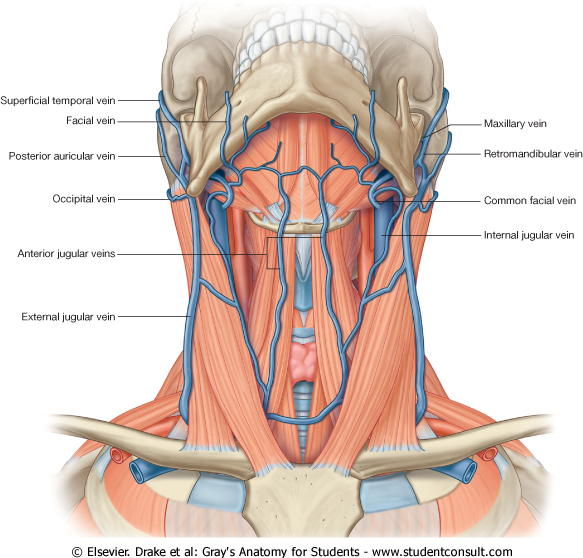 Superficial temporal vein
Facial vein
Posterior auricular vein
Occipital vein
Anterior jugular veins
External jugular vein
Maxillary vein
Retromandibular vein
Common facial vein
Internal jugular vein
© Elsevier. Drake et al: Gray's Anatomy for Students - www.studentconsult.com